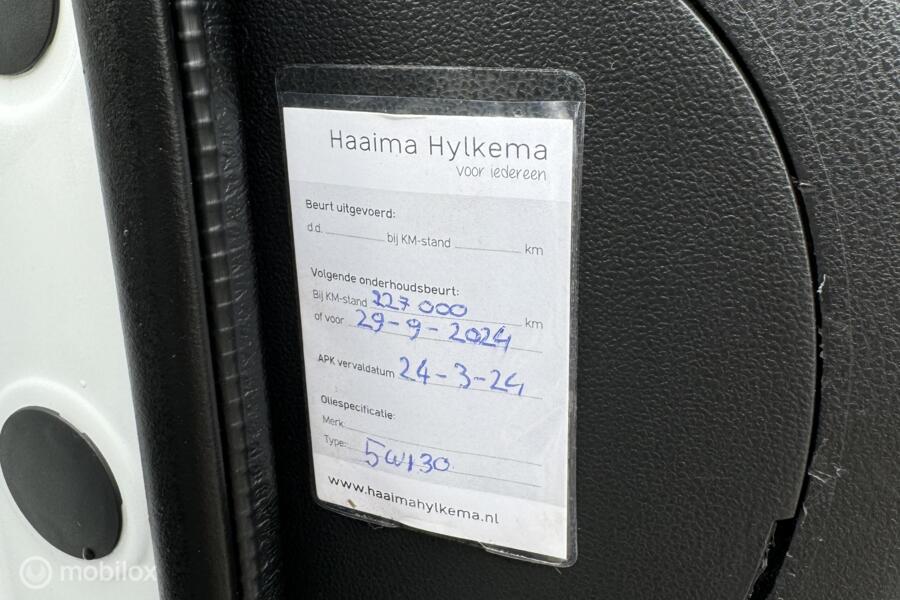 Haaima Hylkema
voor iedereen
Beurt uitgevoerd:
d.d. bij KM-stand km
Volgende onderhoudsbeurt:
Bij KM-stand 227 000 km
of voor 29-9-2024
APK vervaldatum 24-3-24
Oliespecificatie:
Merk:
Type: 5W130
www.haaimahylkema.nl
mobilox